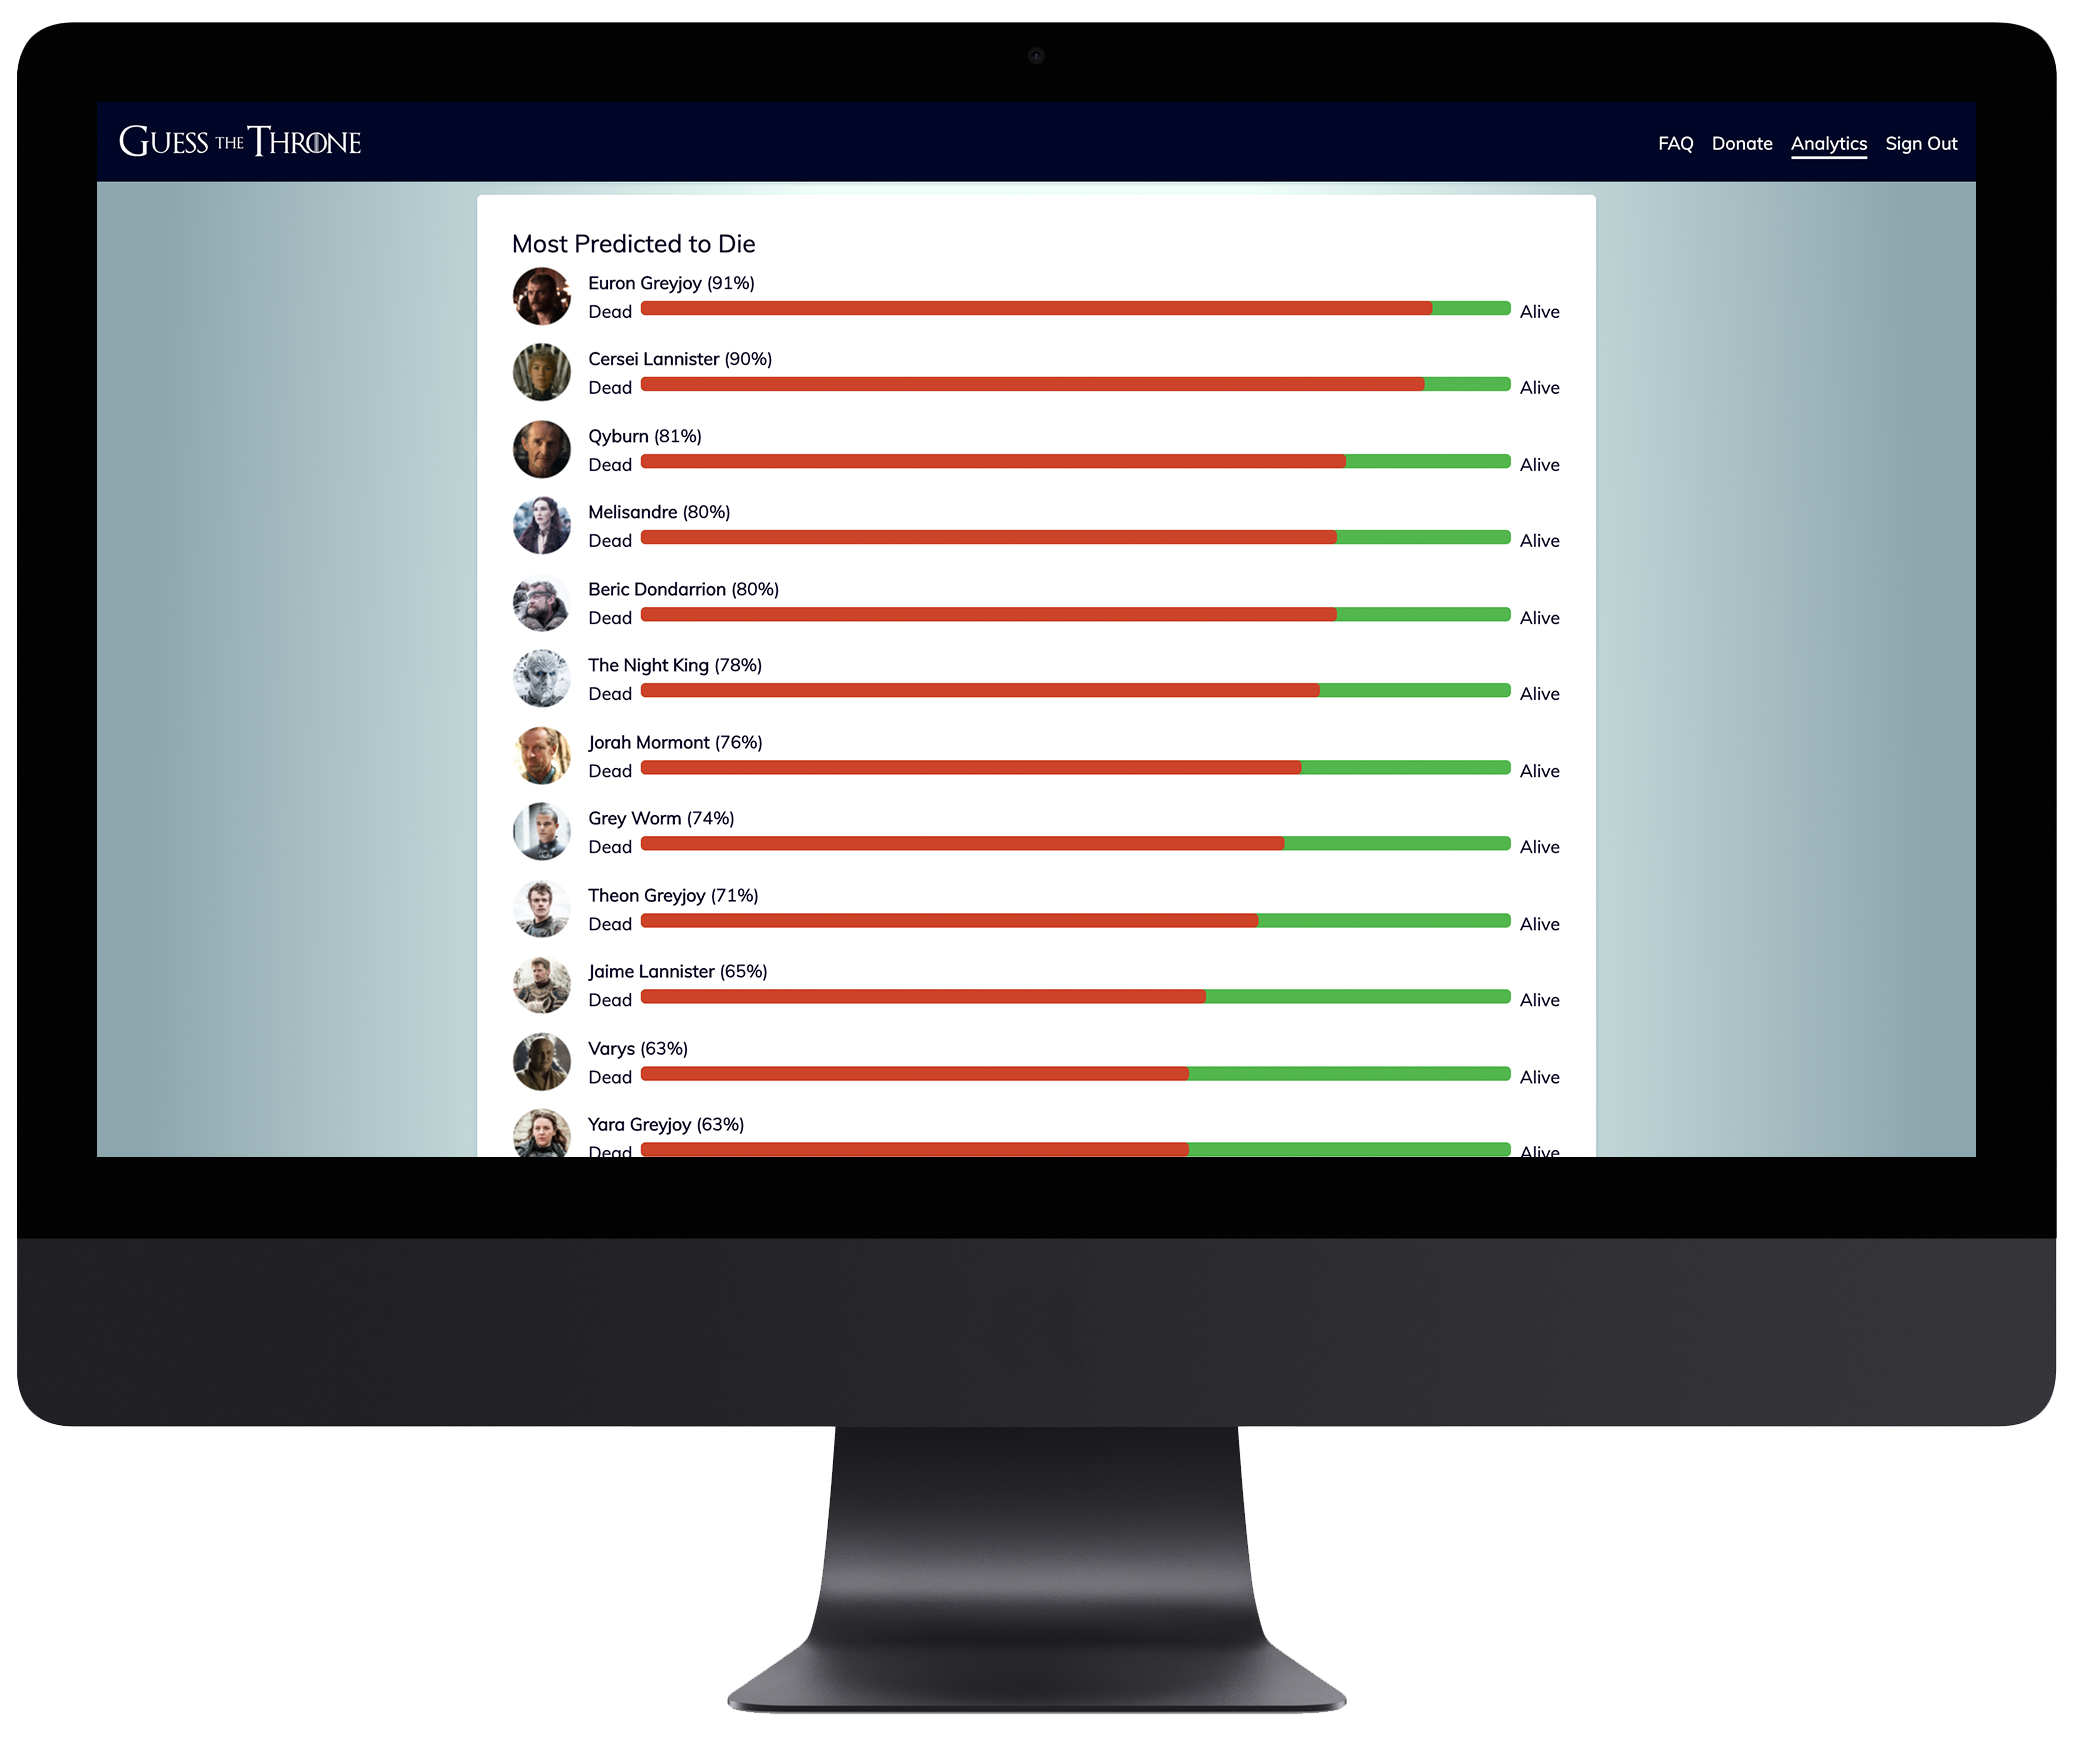 GUESS THE THRONE
FAQ Donate Analytics Sign Out
Most Predicted to Die
Euron Greyjoy (91%)
Dead Alive
Cersei Lannister (90%)
Dead Alive
Qyburn (81%)
Dead Alive
Melisandre (80%)
Dead Alive
Beric Dondarrion (80%)
Dead Alive
The Night King (78%)
Dead Alive
Jorah Mormont (76%)
Dead Alive
Grey Worm (74%)
Dead Alive
Theon Greyjoy (71%)
Dead Alive
Jaime Lannister (65%)
Dead Alive
Varys (63%)
Dead Alive
Yara Greyjoy (63%)
Dead Alive